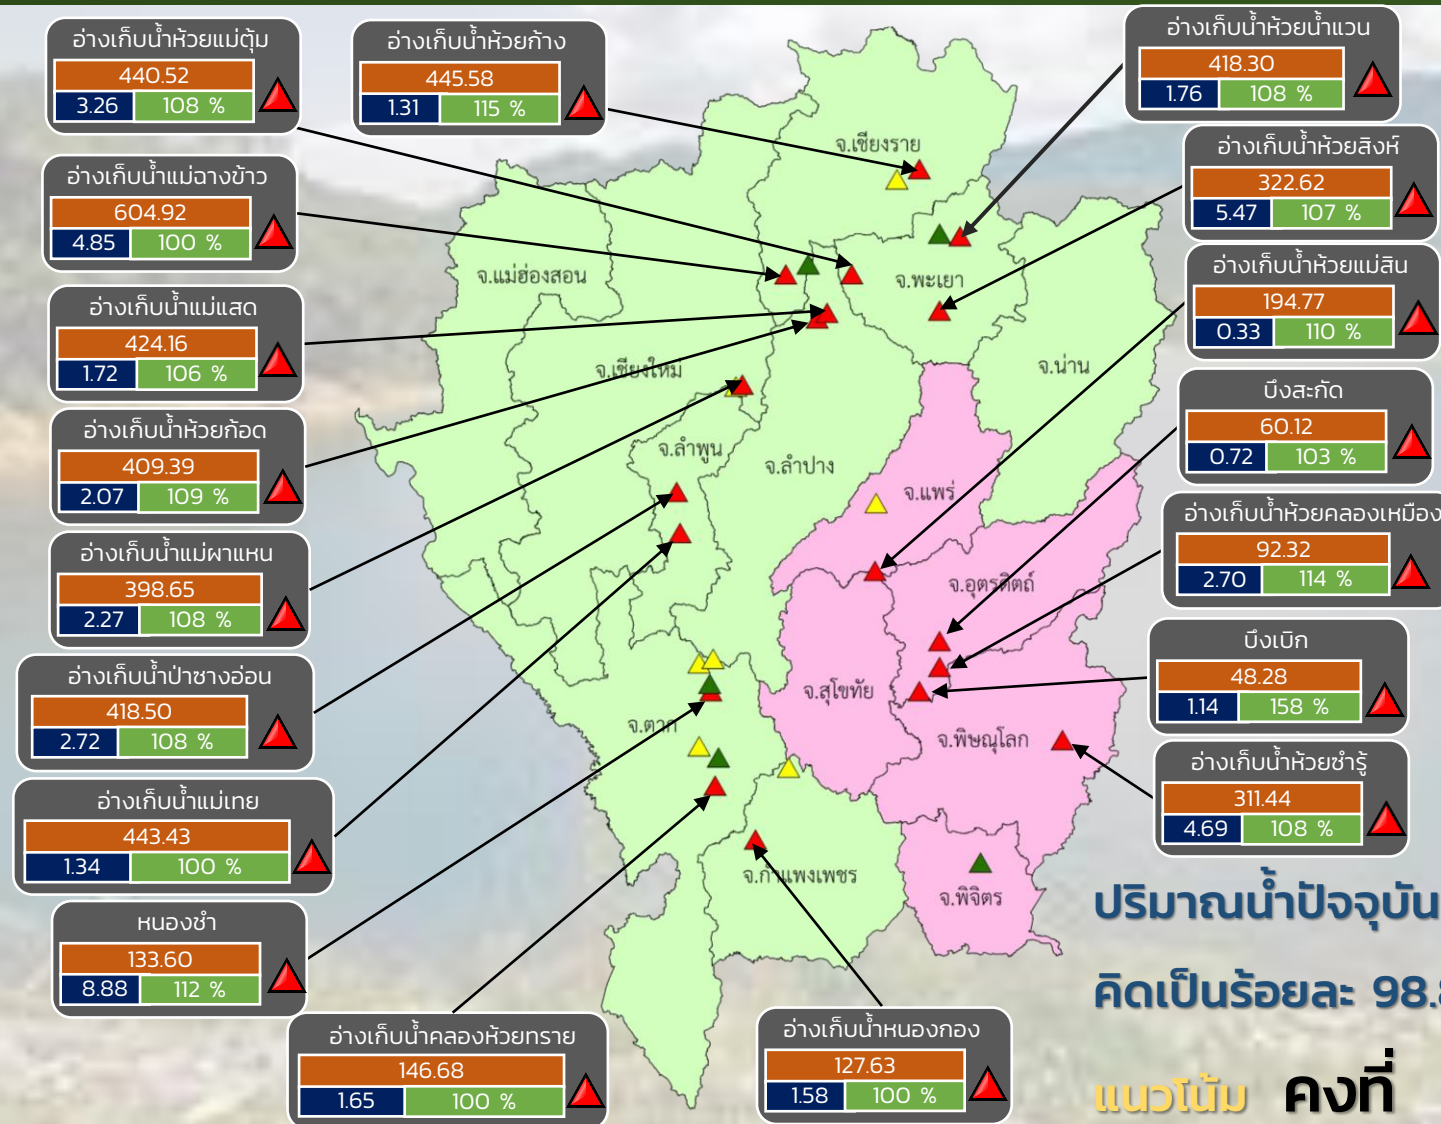 อ่างเก็บน้ำห้วยแม่ตุ้ม
440.52
3.26 108 %
อ่างเก็บน้ำห้วยก้าง
445.58
1.31 115 %
อ่างเก็บน้ำห้วยน้ำแวน
418.30
1.76 108 %
อ่างเก็บน้ำแม่ฉางข้าว
604.92
4.85 100 %
อ่างเก็บน้ำห้วยสิงห์
322.62
5.47 107 %
อ่างเก็บน้ำแม่แสด
424.16
1.72 106 %
อ่างเก็บน้ำห้วยแม่สิน
194.77
0.33 110 %
อ่างเก็บน้ำห้วยก้อด
409.39
2.07 109 %
บึงสะกัด
60.12
0.72 103 %
อ่างเก็บน้ำแม่ผาแหน
398.65
2.27 108 %
อ่างเก็บน้ำห้วยคลองเหมือง
92.32
2.70 114 %
อ่างเก็บน้ำป่าซางอ่อน
418.50
2.72 108 %
บึงเบิก
48.28
1.14 158 %
อ่างเก็บน้ำแม่เทย
443.43
1.34 100 %
อ่างเก็บน้ำห้วยซำรู้
311.44
4.69 108 %
หนองชำ
133.60
8.88 112 %
อ่างเก็บน้ำคลองห้วยทราย
146.68
1.65 100 %
อ่างเก็บน้ำหนองกอง
127.63
1.58 100 %
จ.เชียงราย
จ.แม่ฮ่องสอน
จ.พะเยา
จ.เชียงใหม่
จ.น่าน
จ.ลำพูน
จ.ลำปาง
จ.แพร่
จ.อุตรดิตถ์
จ.สุโขทัย
จ.ตาก
จ.พิษณุโลก
จ.กำแพงเพชร
จ.พิจิตร
ปริมาณน้ำปัจจุบัน
คิดเป็นร้อยละ 98.8
แนวโน้ม คงที่